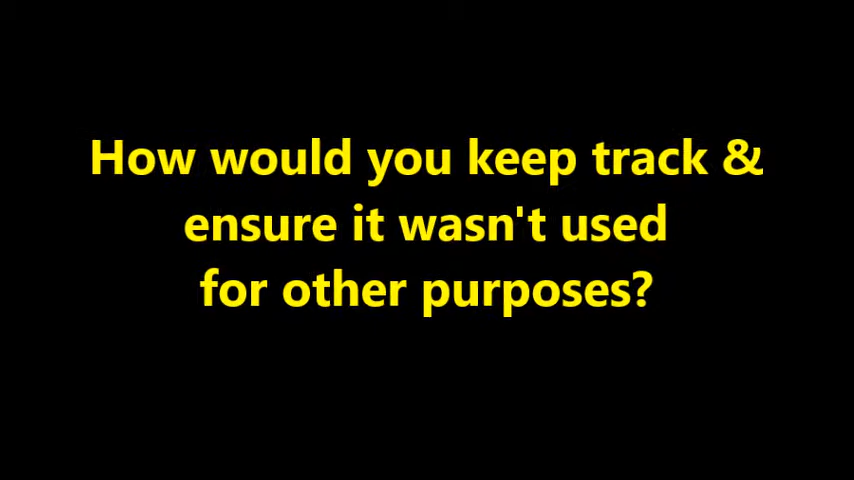 How would you keep track &
ensure it wasn't used
for other purposes?